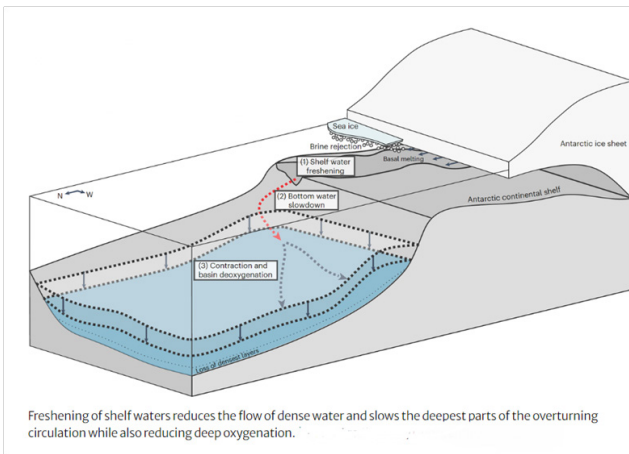 Sea ice
Brine rejection
Basal melting
Antarctic ice sheet
(1) Shelf water
freshening
N
W
Antarctic continental shelf
(2) Bottom water
slowdown
(3) Contraction and
basin deoxygenation
Loss of densest layers
Freshening of shelf waters reduces the flow of dense water and slows the deepest parts of the overturning
circulation while also reducing deep oxygenation.